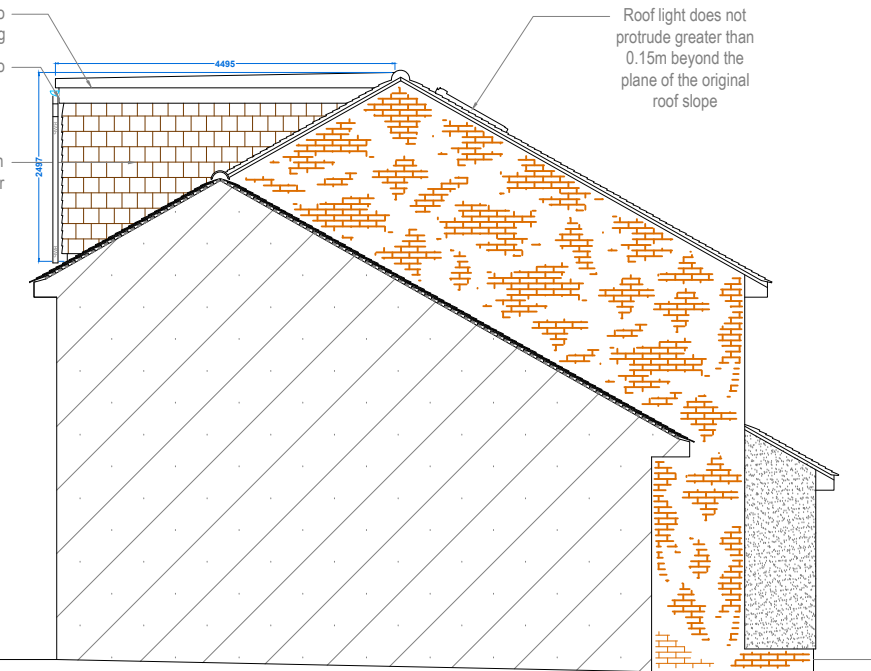 o
g
o
n
r
4495
2497
Roof light does not
protrude greater than
0.15m beyond the
plane of the original
roof slope